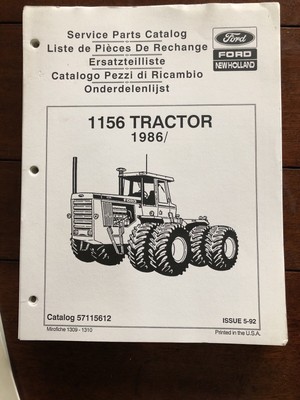 Service Parts Catalog
Liste de Pièces De Rechange
Ersatzteilliste
Catalogo Pezzi di Ricambio
Onderdelenlijst
Ford
FORD
NEW HOLLAND
1156 TRACTOR
1986/
Catalog 57115612
ISSUE 5-92
Microfiche 1309 - 1310
Printed in the U.S.A.